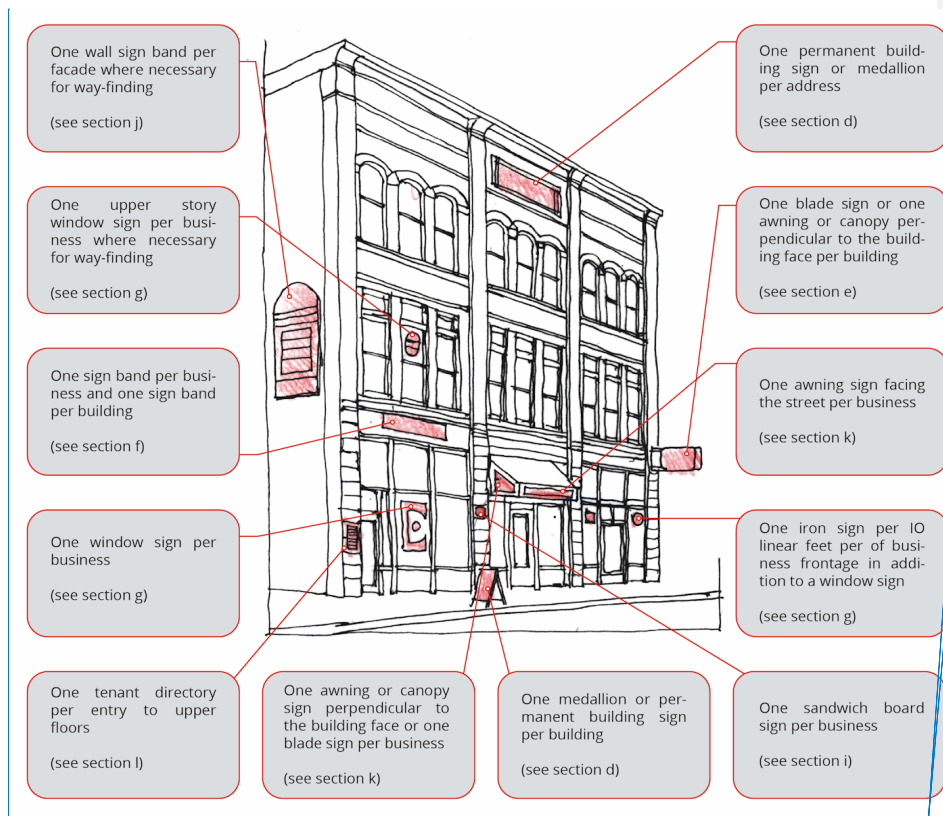 One wall sign band per
facade where necessary
for way-finding
(see section j)
One permanent build-
ing sign or medallion
per address
(see section d)
One upper story
window sign per busi-
ness where necessary
for way-finding
(see section g)
One blade sign or one
awning or canopy per-
pendicular to the build-
ing face per building
(see section e)
One sign band per busi-
ness and one sign band
per building
(see section f)
One awning sign facing
the street per business
(see section k)
One window sign per
business
(see section g)
One iron sign per IO
linear feet per of busi-
ness frontage in addi-
tion to a window sign
(see section g)
One tenant directory
per entry to upper
floors
(see section l)
One awning or canopy
sign perpendicular to
the building face or one
blade sign per business
(see section k)
One medallion or per-
manent building sign
per building
(see section d)
One sandwich board
sign per business
(see section i)